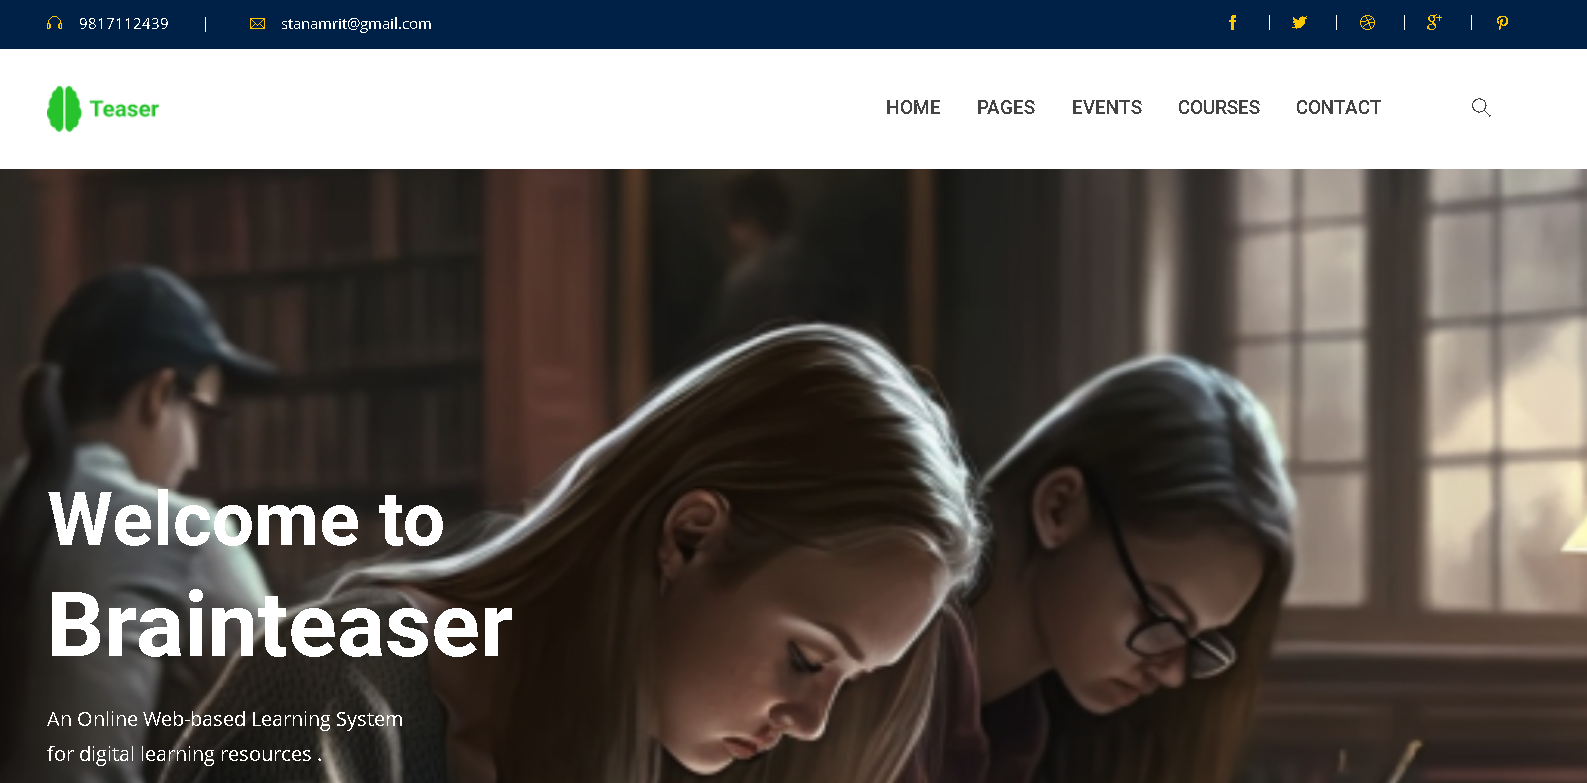 9817112439 | stanamrit@gmail.com
Teaser
HOME PAGES EVENTS COURSES CONTACT
Welcome to
Brainteaser
An Online Web-based Learning System
for digital learning resources .